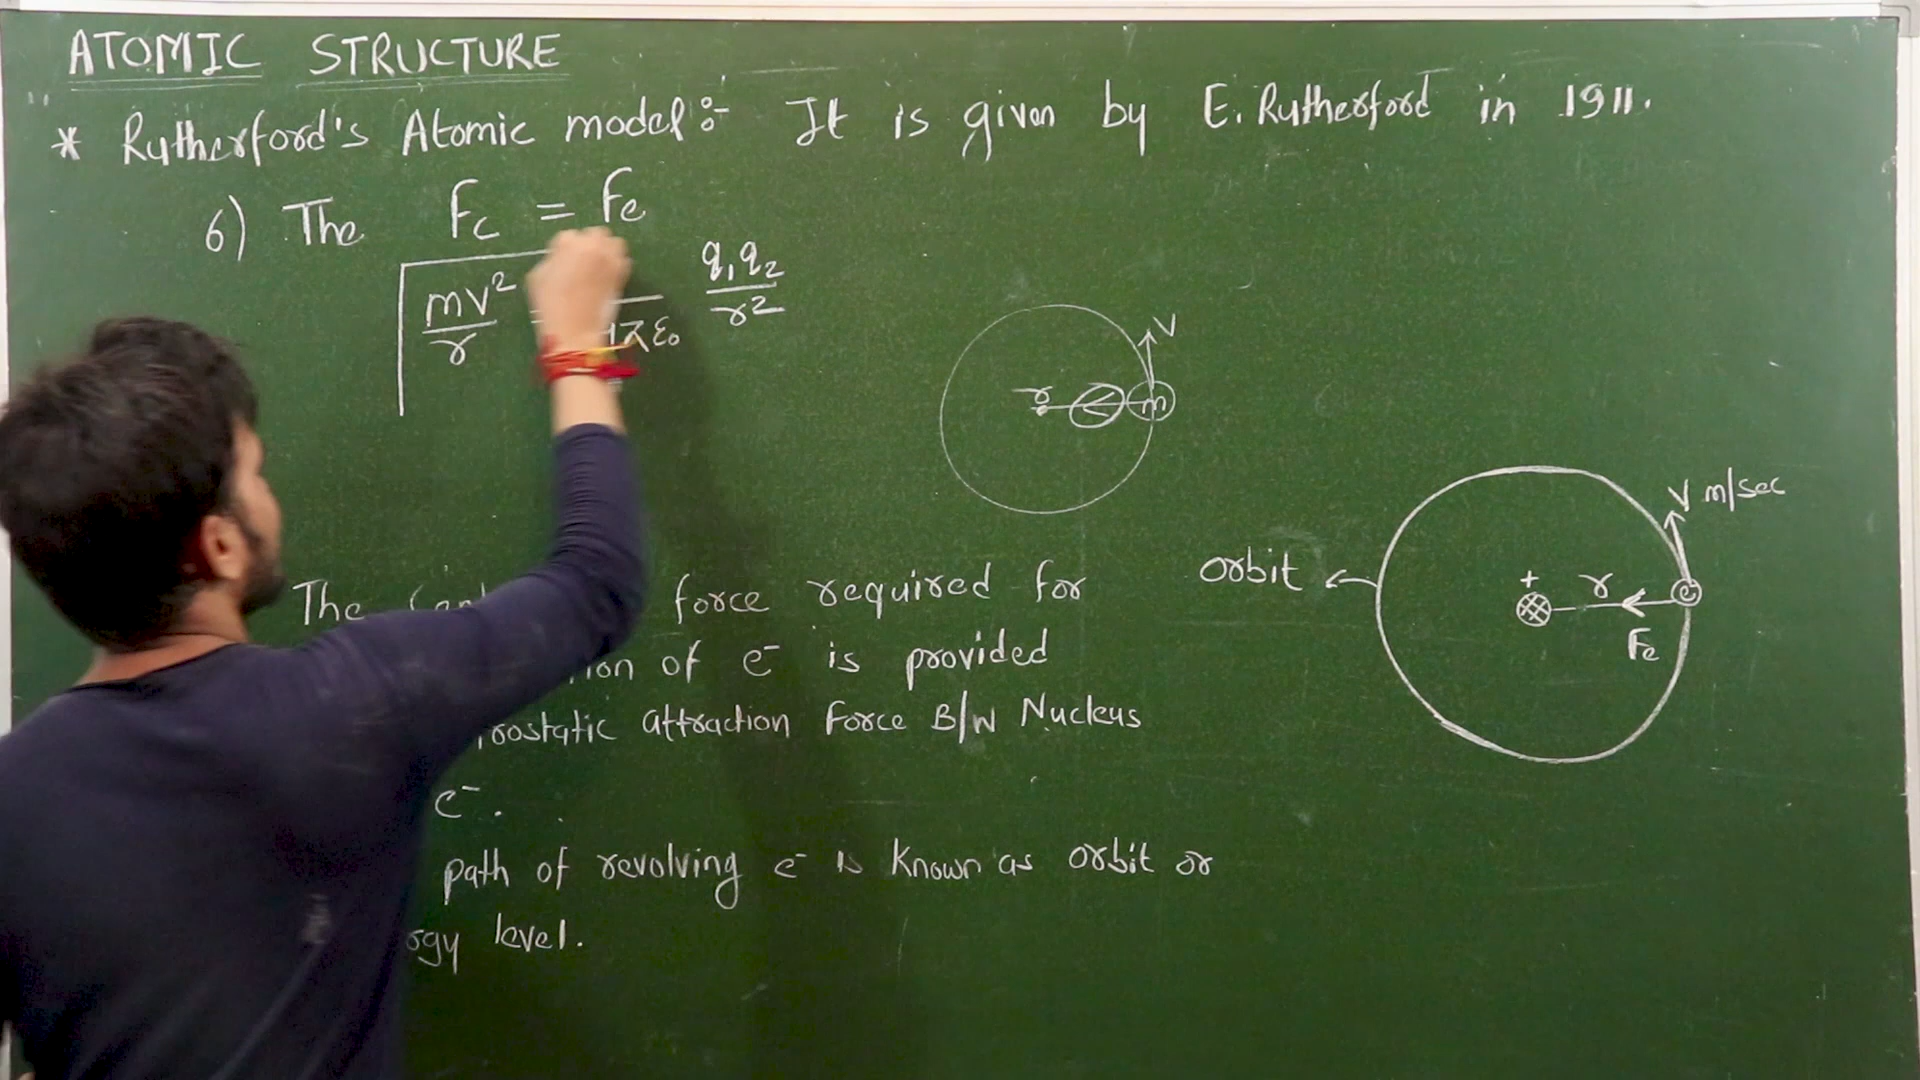 ATOMIC STRUCTURE
* Rutherford's Atomic model:- It is given by E. Rutherford in 1911.
6) The Fc = Fe
mv²/r = /πε₀ q₁q₂/r²
V
r m
V m/sec
orbit
+ r e
Fe
The force required for
of e⁻ is provided
attraction Force B/W Nucleus
e⁻.
path of revolving e⁻ is Known as orbit or
level.